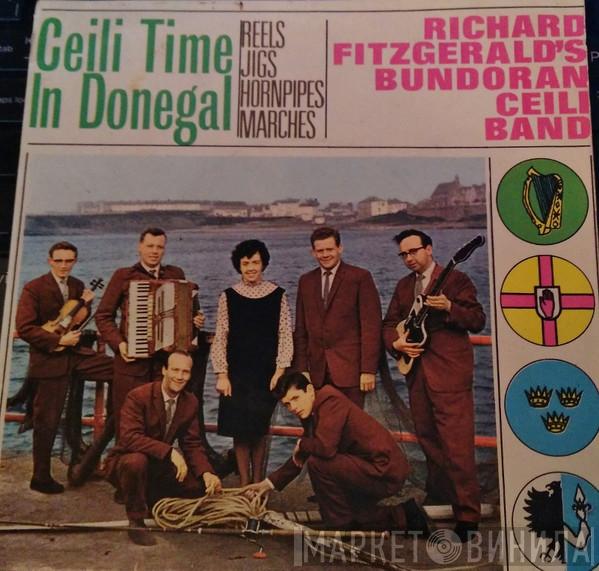 Ceili Time
In Donegal
REELS
JIGS
HORNPIPES
MARCHES
RICHARD
FITZGERALD'S
BUNDORAN
CEILI
BAND
МАРКЕТ ВИНИЛА